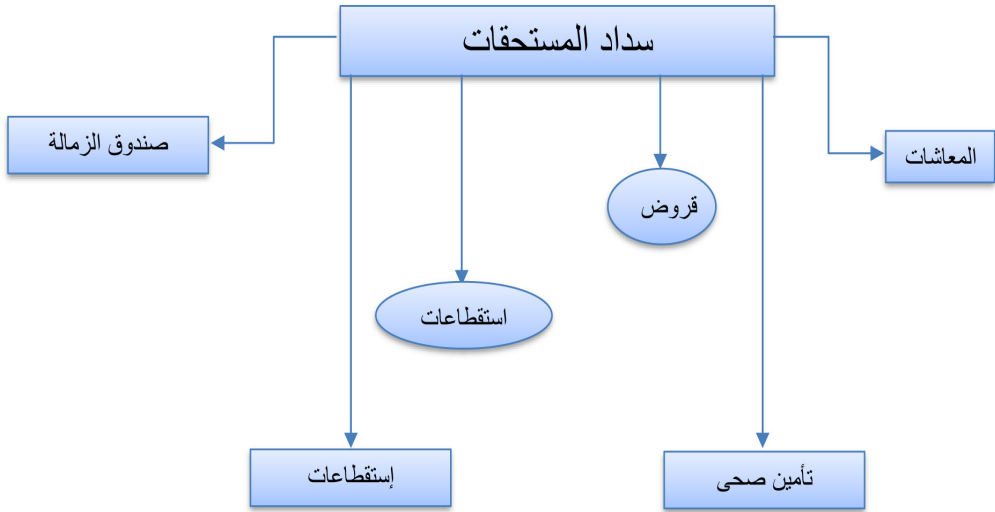 سداد المستحقات
المعاشات
صندوق الزمالة
قروض
استقطاعات
تأمين صحى
إستقطاعات